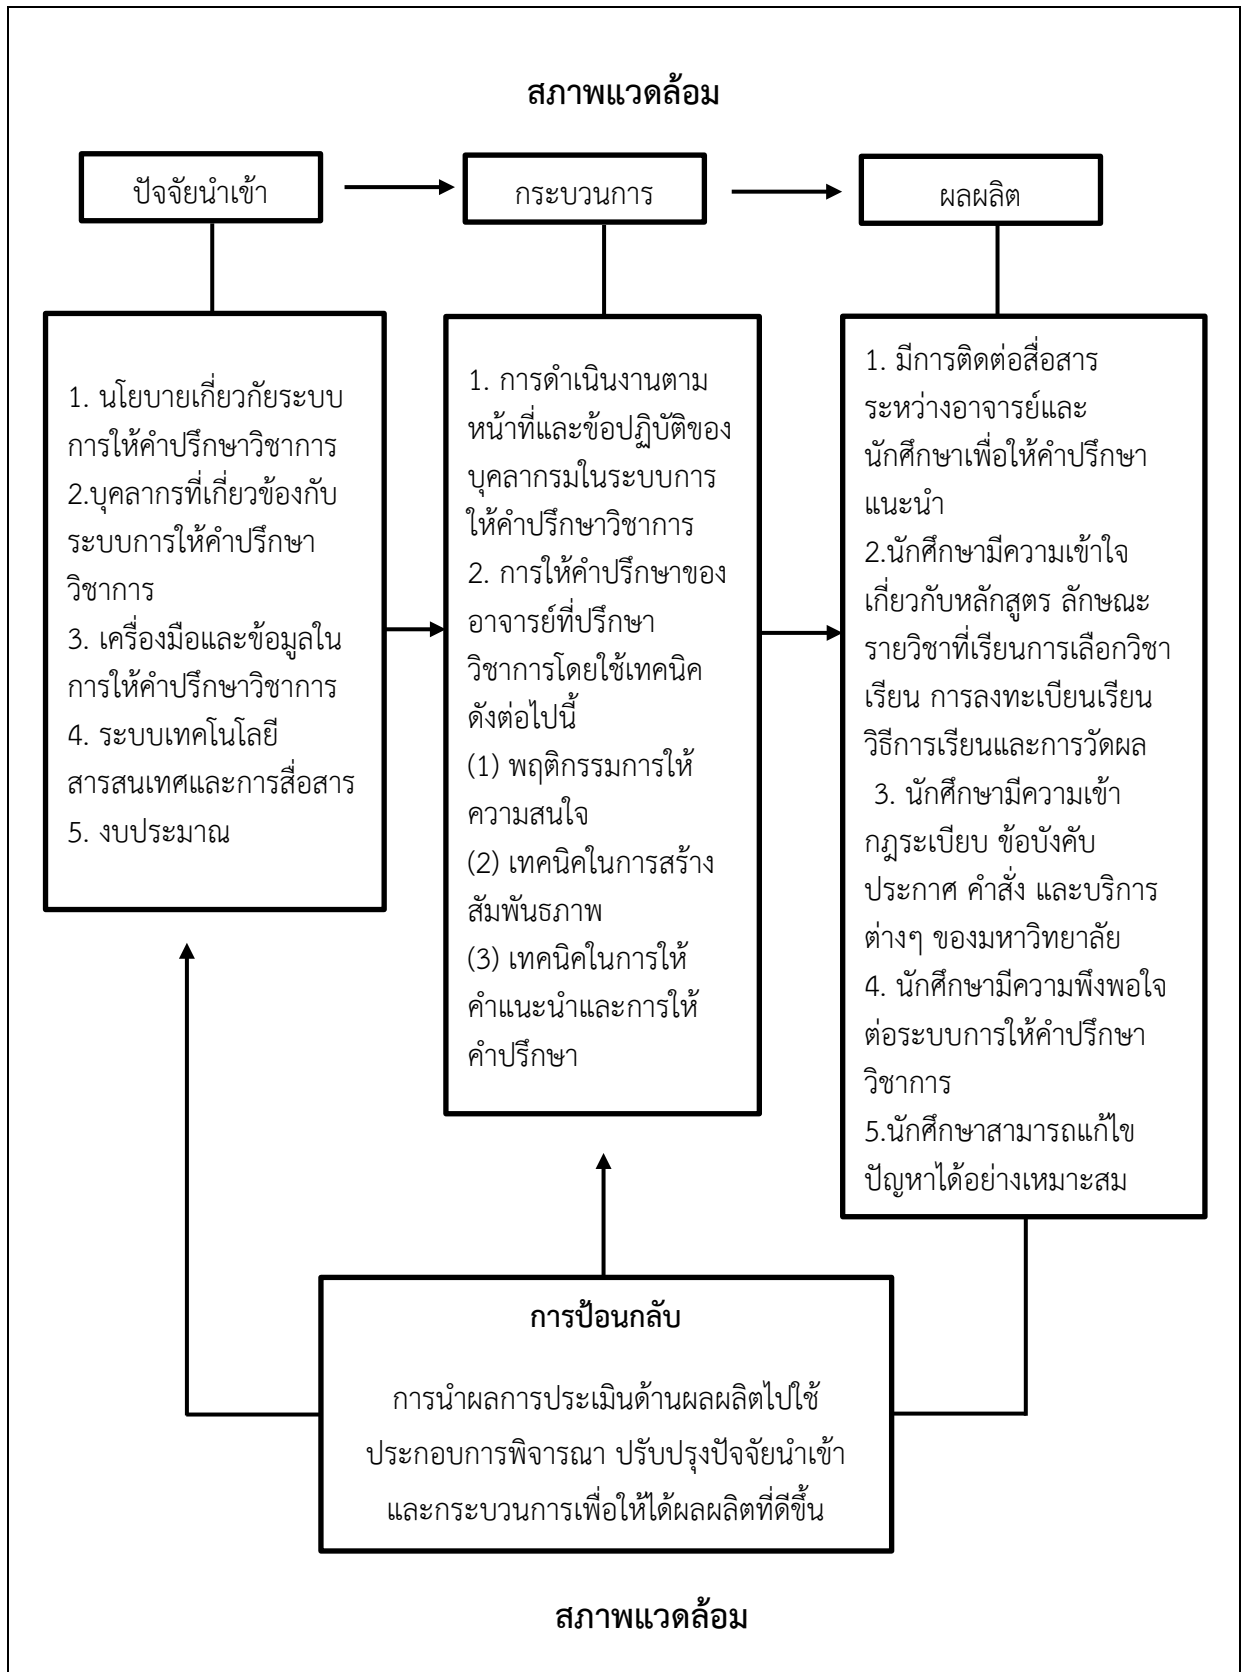 สภาพแวดล้อม
ปัจจัยนำเข้า
กระบวนการ
ผลผลิต
1. นโยบายเกี่ยวกัยระบบ
การให้คำปรึกษาวิชาการ
2.บุคลากรที่เกี่ยวข้องกับ
ระบบการให้คำปรึกษา
วิชาการ
3. เครื่องมือและข้อมูลใน
การให้คำปรึกษาวิชาการ
4. ระบบเทคโนโลยี
สารสนเทศและการสื่อสาร
5. งบประมาณ
1. การดำเนินงานตาม
หน้าที่และข้อปฏิบัติของ
บุคลากรมในระบบการ
ให้คำปรึกษาวิชาการ
2. การให้คำปรึกษาของ
อาจารย์ที่ปรึกษา
วิชาการโดยใช้เทคนิค
ดังต่อไปนี้
(1) พฤติกรรมการให้
ความสนใจ
(2) เทคนิคในการสร้าง
สัมพันธภาพ
(3) เทคนิคในการให้
คำแนะนำและการให้
คำปรึกษา
1. มีการติดต่อสื่อสาร
ระหว่างอาจารย์และ
นักศึกษาเพื่อให้คำปรึกษา
แนะนำ
2.นักศึกษามีความเข้าใจ
เกี่ยวกับหลักสูตร ลักษณะ
รายวิชาที่เรียนการเลือกวิชา
เรียน การลงทะเบียนเรียน
วิธีการเรียนและการวัดผล
3. นักศึกษามีความเข้า
กฎระเบียบ ข้อบังคับ
ประกาศ คำสั่ง และบริการ
ต่างๆ ของมหาวิทยาลัย
4. นักศึกษามีความพึงพอใจ
ต่อระบบการให้คำปรึกษา
วิชาการ
5.นักศึกษาสามารถแก้ไข
ปัญหาได้อย่างเหมาะสม
การป้อนกลับ
การนำผลการประเมินด้านผลผลิตไปใช้
ประกอบการพิจารณา ปรับปรุงปัจจัยนำเข้า
และกระบวนการเพื่อให้ได้ผลผลิตที่ดีขึ้น
สภาพแวดล้อม